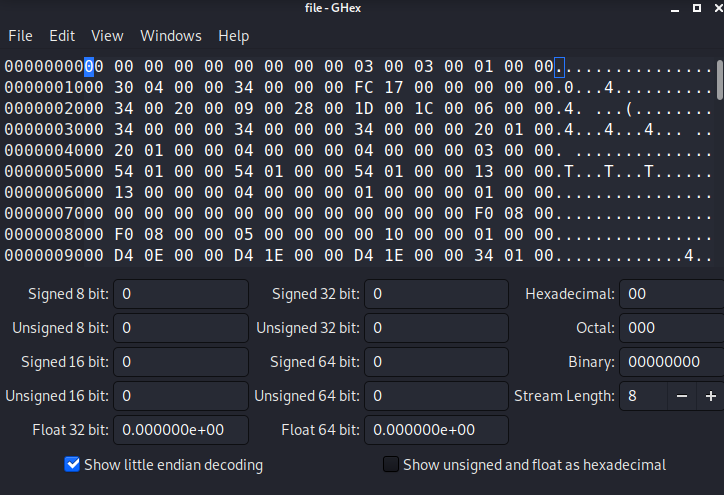 file - GHex
File Edit View Windows Help
0000000000 00 00 00 00 00 00 00 00 03 00 03 00 01 00 00................
0000001000 30 04 00 00 34 00 00 00 FC 17 00 00 00 00 00.0...4..........
0000002000 34 00 20 00 09 00 28 00 1D 00 1C 00 06 00 00.4. ...(........
0000003000 34 00 00 00 34 00 00 00 34 00 00 00 20 01 00.4...4...4... ..
0000004000 20 01 00 00 04 00 00 00 04 00 00 00 03 00 00. ..............
0000005000 54 01 00 00 54 01 00 00 54 01 00 00 13 00 00.T...T...T......
0000006000 13 00 00 00 04 00 00 00 01 00 00 00 01 00 00................
0000007000 00 00 00 00 00 00 00 00 00 00 00 00 F0 08 00................
0000008000 F0 08 00 00 05 00 00 00 00 10 00 00 01 00 00................
0000009000 D4 0E 00 00 D4 1E 00 00 D4 1E 00 00 34 01 00.............4..
Signed 8 bit: 0 Signed 32 bit: 0 Hexadecimal: 00
Unsigned 8 bit: 0 Unsigned 32 bit: 0 Octal: 000
Signed 16 bit: 0 Signed 64 bit: 0 Binary: 00000000
Unsigned 16 bit: 0 Unsigned 64 bit: 0 Stream Length: 8 − +
Float 32 bit: 0.000000e+00 Float 64 bit: 0.000000e+00
Show little endian decoding Show unsigned and float as hexadecimal